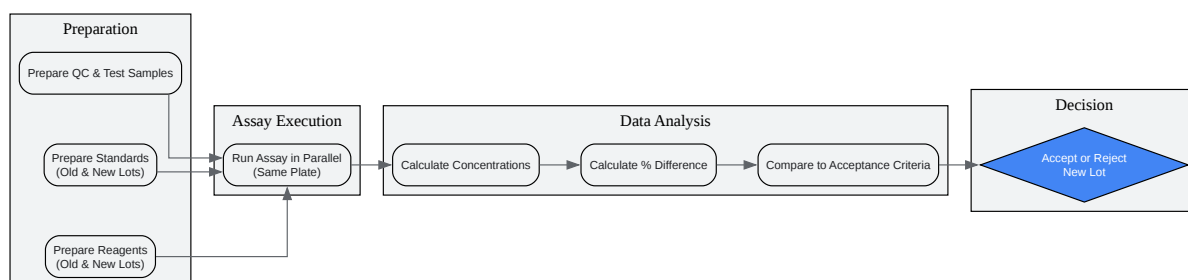 Preparation
Prepare QC & Test Samples
Prepare Standards
(Old & New Lots)
Prepare Reagents
(Old & New Lots)
Assay Execution
Run Assay in Parallel
(Same Plate)
Data Analysis
Calculate Concentrations
Calculate % Difference
Compare to Acceptance Criteria
Decision
Accept or Reject
New Lot